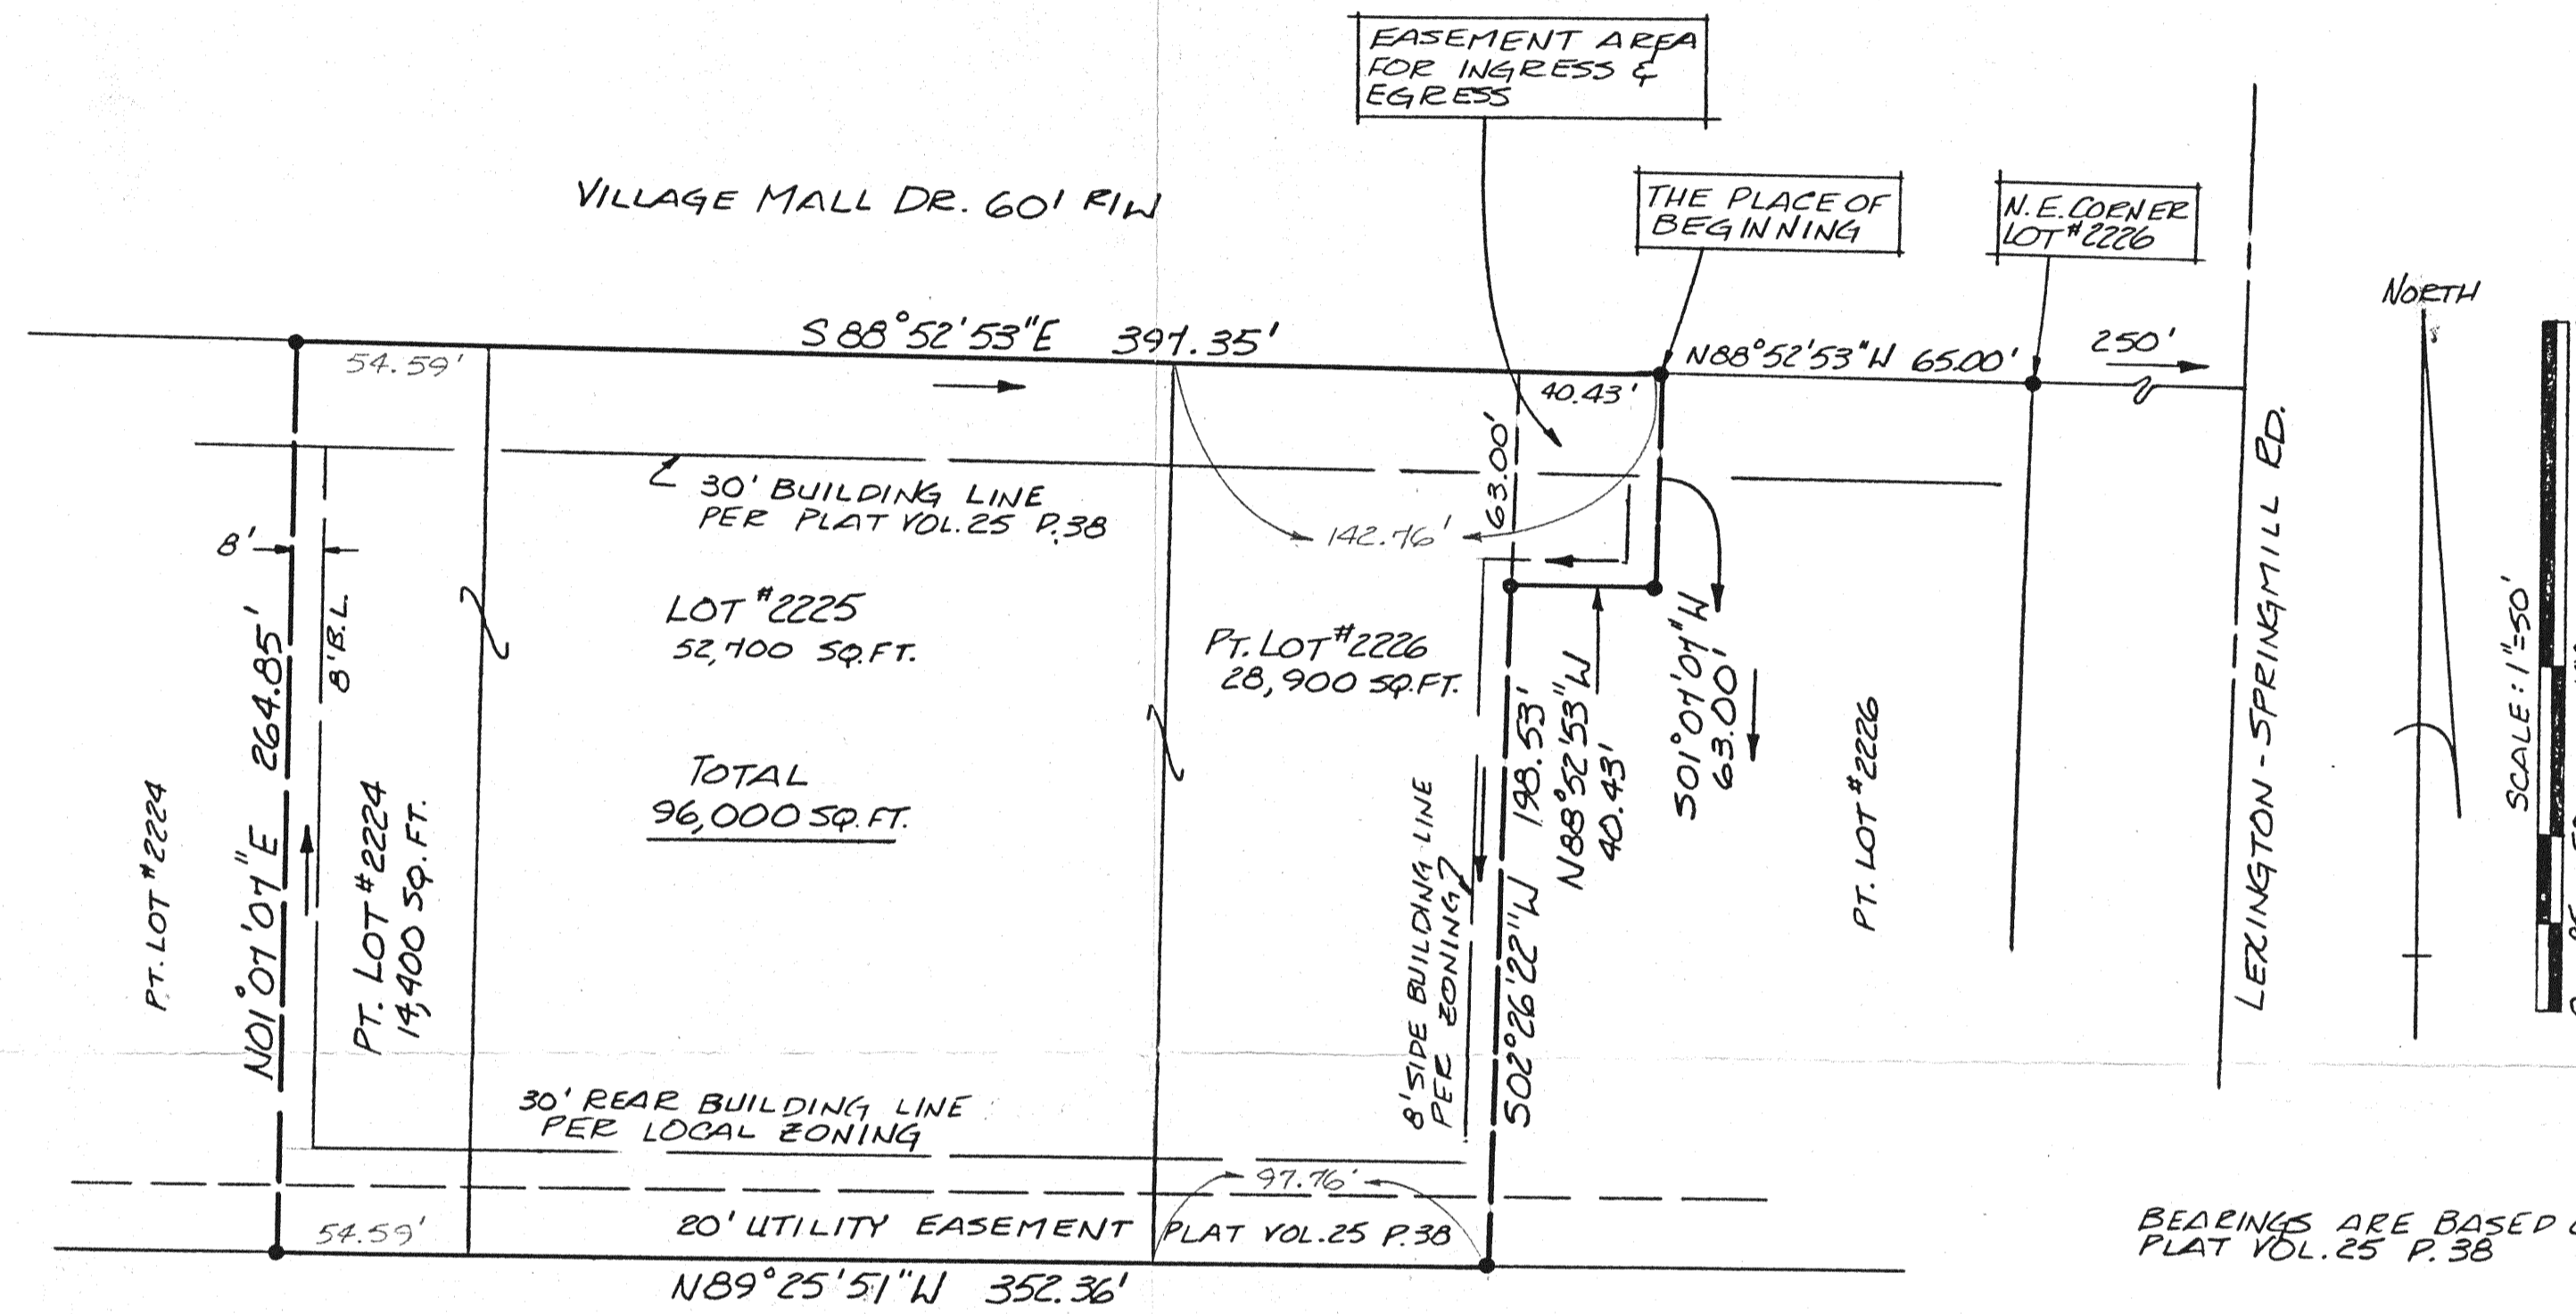 EASEMENT AREA
FOR INGRESS &
EGRESS
VILLAGE MALL DR. 60' R/W
THE PLACE OF
BEGINNING
N.E. CORNER
LOT #2226
NORTH
S 88°52'53"E 397.35'
N88°52'53"W 65.00'
250'
54.59'
40.43'
63.00'
30' BUILDING LINE
PER PLAT VOL.25 P.38
142.76'
8'
8' B.L.
LOT #2225
52,700 SQ.FT.
PT. LOT #2226
28,900 SQ.FT.
TOTAL
96,000 SQ.FT.
N01°07'07"E 264.85'
PT. LOT #2224
PT. LOT #2224
14,400 SQ.FT.
8' SIDE BUILDING LINE
PER ZONING
S02°26'22"W 198.53'
N88°52'53"W
40.43'
S01°07'07"W
63.00'
PT. LOT #2226
LEXINGTON-SPRINGMILL RD.
SCALE: 1"=50'
30' REAR BUILDING LINE
PER LOCAL ZONING
97.76'
54.59'
20' UTILITY EASEMENT PLAT VOL.25 P.38
N89°25'51"W 352.36'
BEARINGS ARE BASED
PLAT VOL.25 P.38